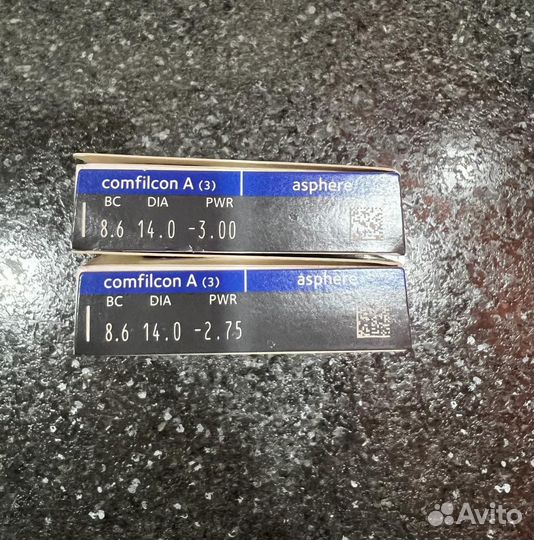 comfilcon A (3) asphere
BC DIA PWR
8.6 14.0 -3.00
comfilcon A (3) asphere
BC DIA PWR
8.6 14.0 -2.75
Avito